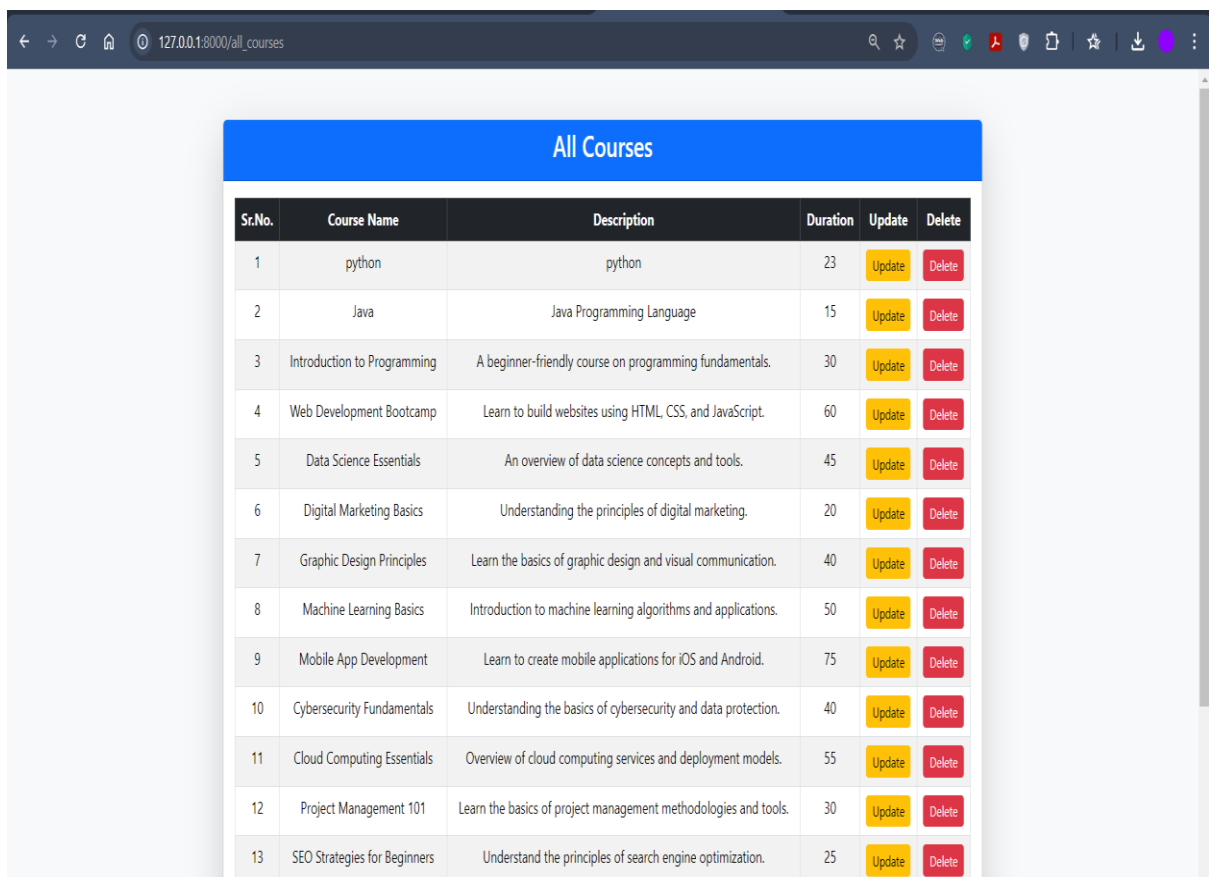 127.0.0.1:8000/all_courses
All Courses
Sr.No. Course Name Description Duration Update Delete
1 python python 23 Update Delete
2 Java Java Programming Language 15 Update Delete
3 Introduction to Programming A beginner-friendly course on programming fundamentals. 30 Update Delete
4 Web Development Bootcamp Learn to build websites using HTML, CSS, and JavaScript. 60 Update Delete
5 Data Science Essentials An overview of data science concepts and tools. 45 Update Delete
6 Digital Marketing Basics Understanding the principles of digital marketing. 20 Update Delete
7 Graphic Design Principles Learn the basics of graphic design and visual communication. 40 Update Delete
8 Machine Learning Basics Introduction to machine learning algorithms and applications. 50 Update Delete
9 Mobile App Development Learn to create mobile applications for iOS and Android. 75 Update Delete
10 Cybersecurity Fundamentals Understanding the basics of cybersecurity and data protection. 40 Update Delete
11 Cloud Computing Essentials Overview of cloud computing services and deployment models. 55 Update Delete
12 Project Management 101 Learn the basics of project management methodologies and tools. 30 Update Delete
13 SEO Strategies for Beginners Understand the principles of search engine optimization. 25 Update Delete